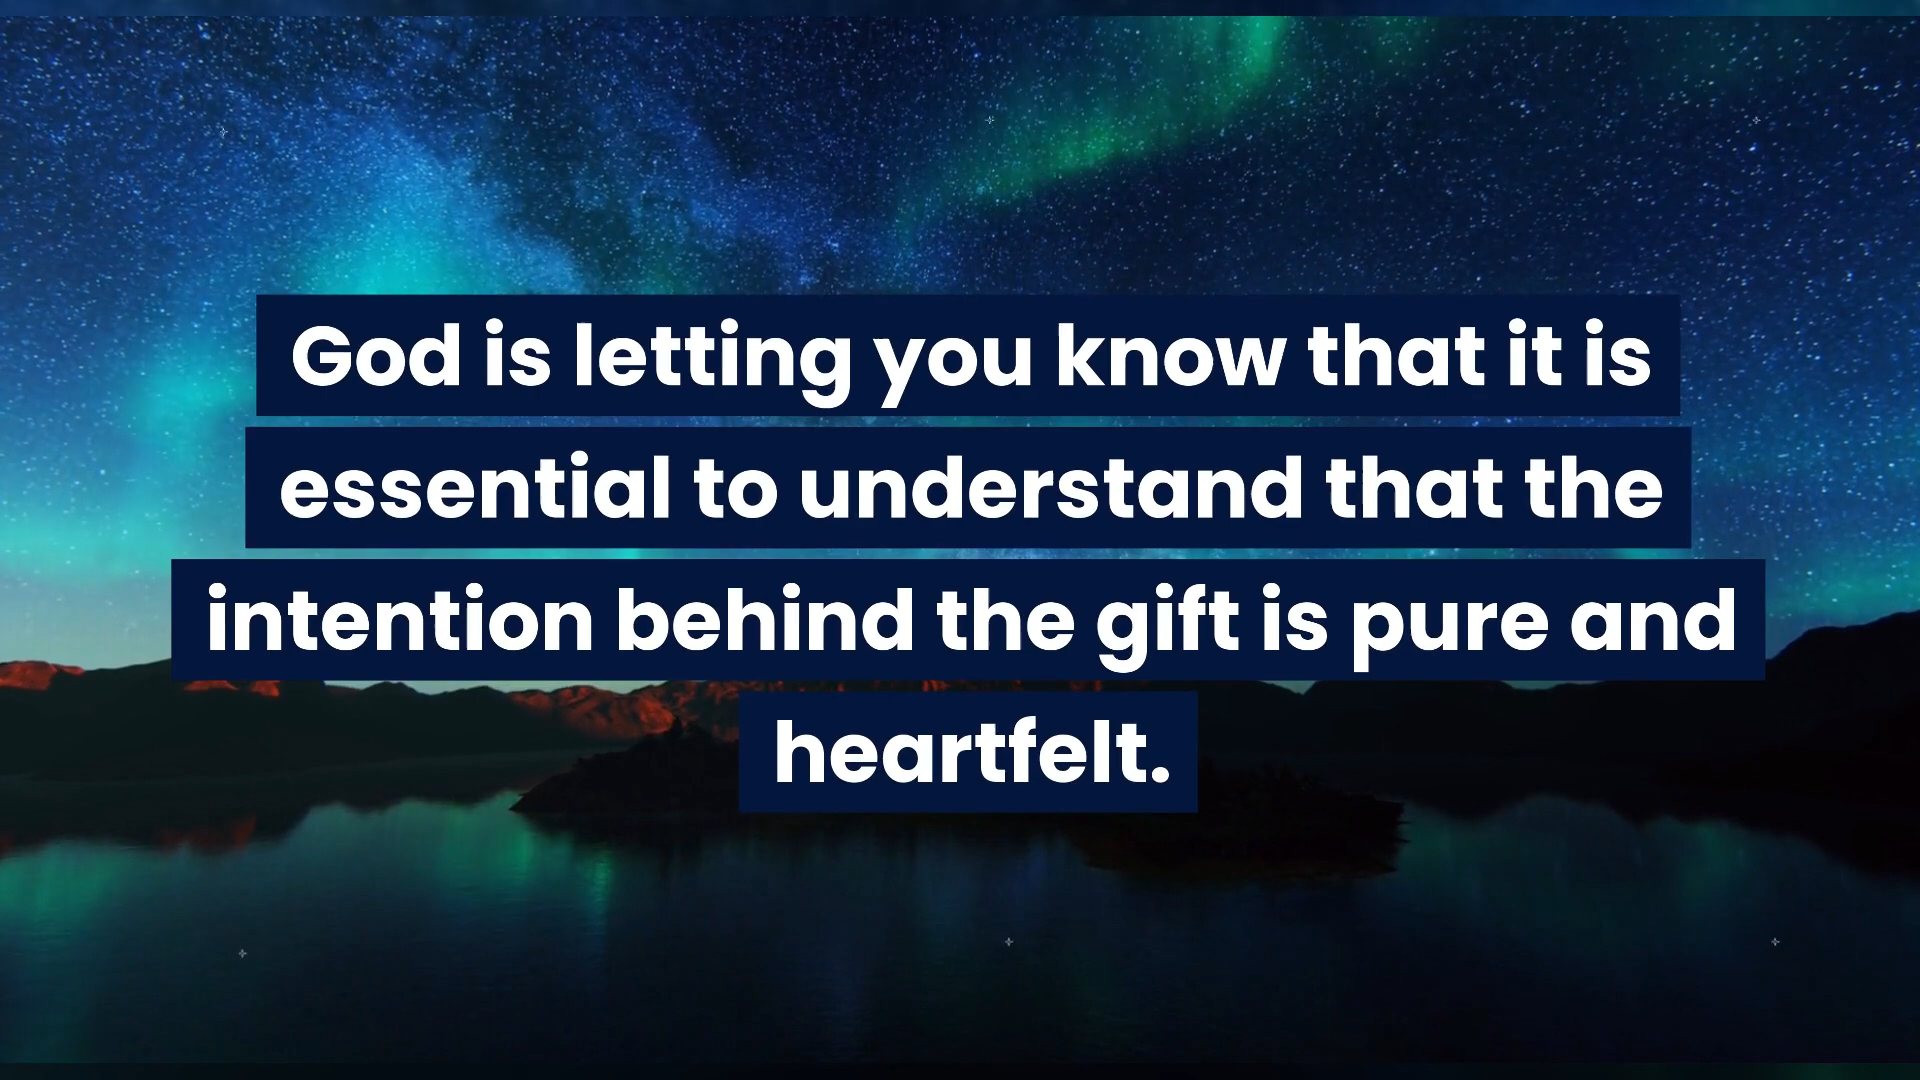 God is letting you know that it is
essential to understand that the
intention behind the gift is pure and
heartfelt.